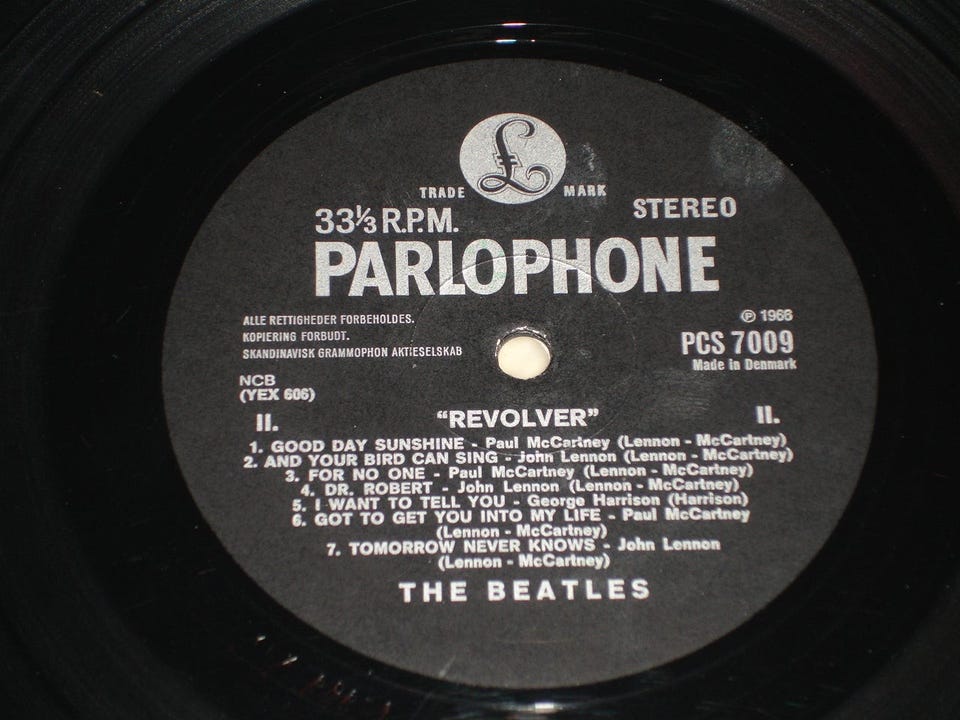 £
TRADE MARK
33⅓ R.P.M. STEREO
PARLOPHONE
ALLE RETTIGHEDER FORBEHOLDES.
KOPIERING FORBUDT.
SKANDINAVISK GRAMMOPHON AKTIESELSKAB
℗ 1966
PCS 7009
Made in Denmark
NCB
(YEX 606)
II. "REVOLVER" II.
1. GOOD DAY SUNSHINE - Paul McCartney (Lennon - McCartney)
2. AND YOUR BIRD CAN SING - John Lennon (Lennon - McCartney)
3. FOR NO ONE - Paul McCartney (Lennon - McCartney)
4. DR. ROBERT - John Lennon (Lennon - McCartney)
5. I WANT TO TELL YOU - George Harrison (Harrison)
6. GOT TO GET YOU INTO MY LIFE - Paul McCartney
(Lennon - McCartney)
7. TOMORROW NEVER KNOWS - John Lennon
(Lennon - McCartney)
THE BEATLES